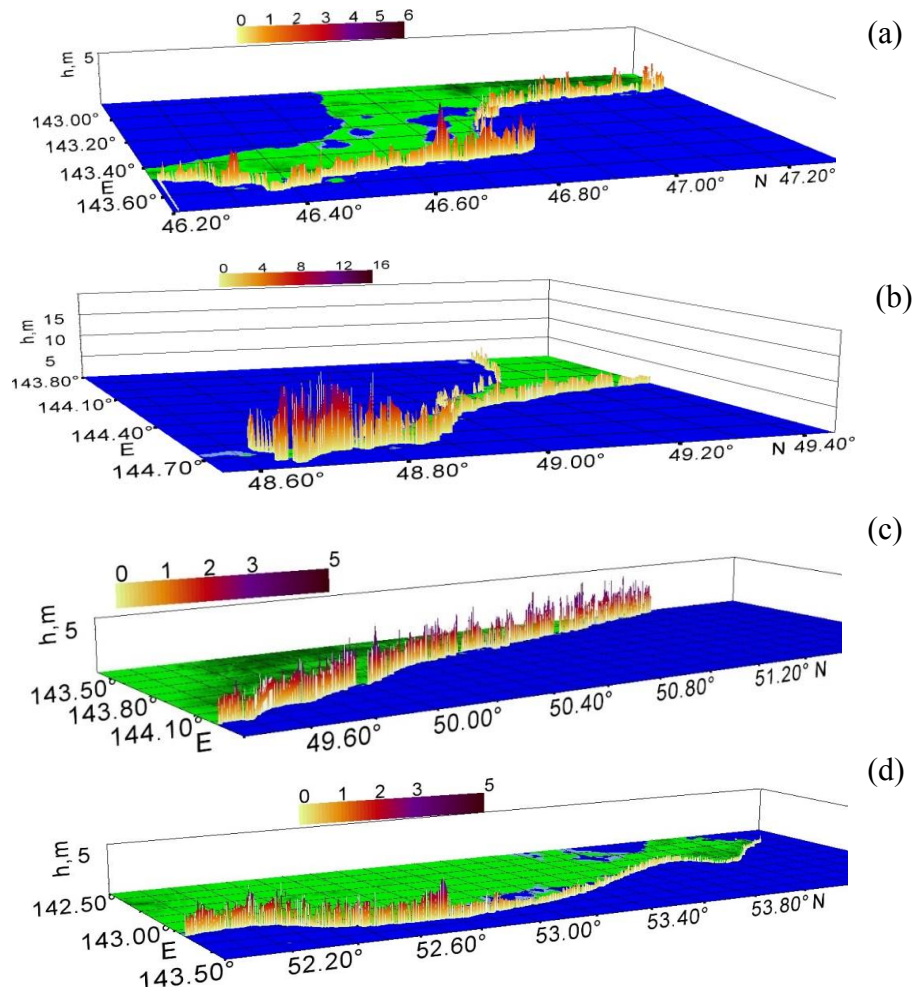 0 1 2 3 4 5 6
(a)
h,m
5
143.00°
143.20°
143.40°
E
143.60°
46.20°
46.40°
46.60°
46.80°
47.00°
N
47.20°
0 4 8 12 16
(b)
h,m
15
10
5
143.80°
144.10°
144.40°
E
144.70°
48.60°
48.80°
49.00°
49.20°
N
49.40°
(c)
0 1 2 3 5
h,m
5
143.50°
143.80°
144.10°
E
49.60°
50.00°
50.40°
50.80°
51.20° N
(d)
0 1 2 3 5
h,m
5
142.50°
143.00°
E
143.50°
52.20°
52.60°
53.00°
53.40°
53.80° N